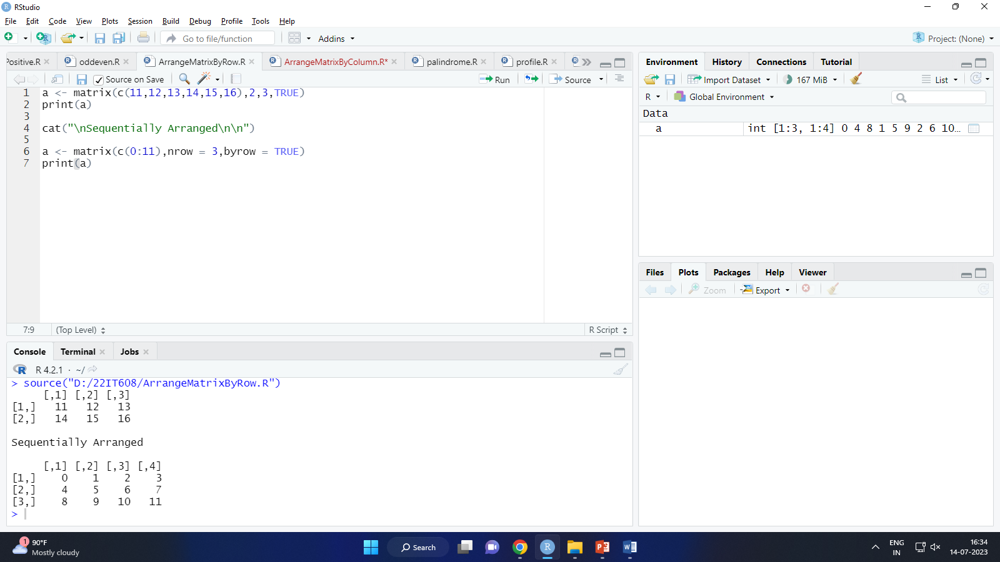 RStudio
File Edit Code View Plots Session Build Debug Profile Tools Help
Go to file/function Addins Project: (None)
Positive.R oddeven.R ArrangeMatrixByRow.R ArrangeMatrixByColumn.R* palindrome.R profile.R
Source on Save Run Source
1 a <- matrix(c(11,12,13,14,15,16),2,3,TRUE)
2 print(a)
3
4 cat("\nSequentially Arranged\n\n")
5
6 a <- matrix(c(0:11),nrow = 3,byrow = TRUE)
7 print(a)
7:9 (Top Level) R Script
Console Terminal Jobs
R R 4.2.1 · ~/
> source("D:/22IT608/ArrangeMatrixByRow.R")
[,1] [,2] [,3]
[1,] 11 12 13
[2,] 14 15 16
Sequentially Arranged
[,1] [,2] [,3] [,4]
[1,] 0 1 2 3
[2,] 4 5 6 7
[3,] 8 9 10 11
>
Environment History Connections Tutorial
Import Dataset 167 MiB List
R Global Environment
Data
a int [1:3, 1:4] 0 4 8 1 5 9 2 6 10...
Files Plots Packages Help Viewer
Zoom Export
1 90°F
Mostly cloudy
Search
ENG
IN
16:34
14-07-2023